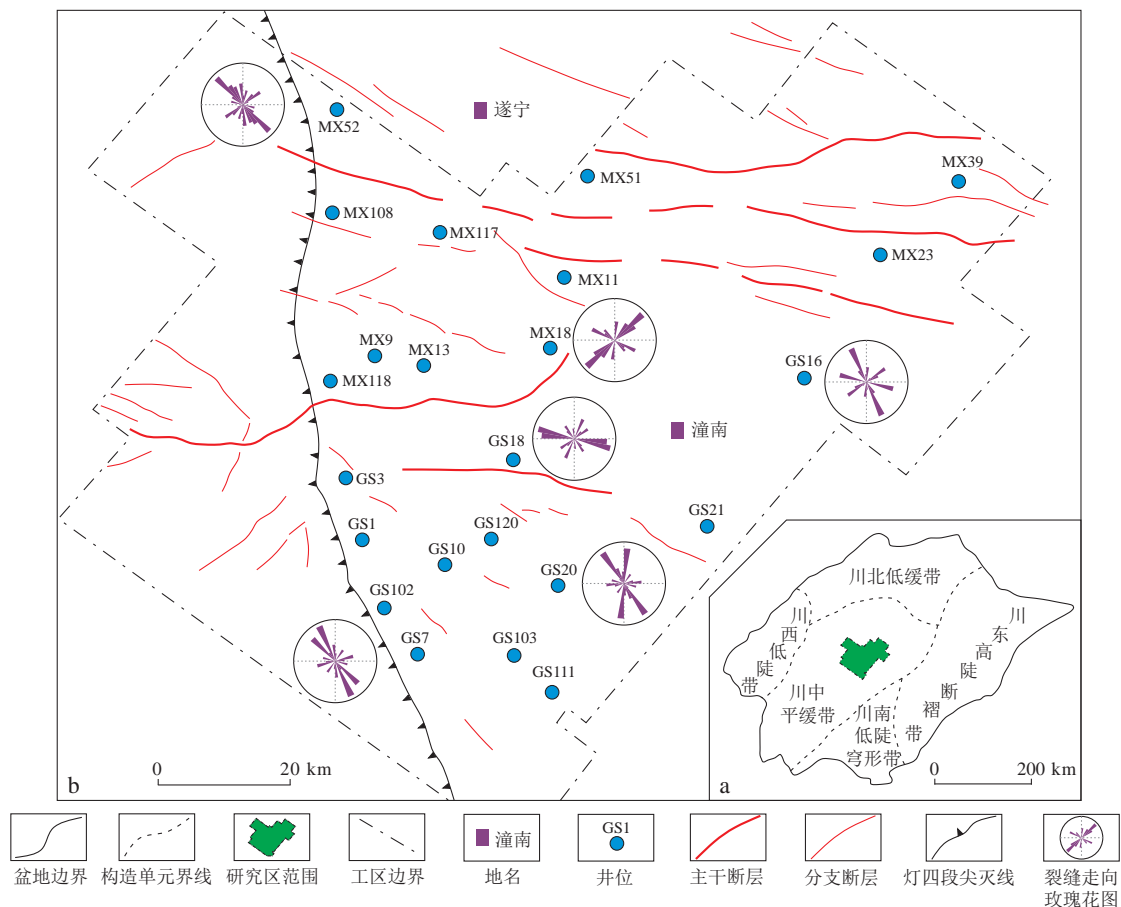 遂宁
MX52
MX51
MX39
MX108
MX117
MX23
MX11
MX18
MX9
MX13
GS16
MX118
潼南
GS18
GS3
GS21
GS1
GS120
GS10
GS20
GS102
GS7
GS103
GS111
b
0 20 km
川北低缓带
川西低陡带
川东高陡断褶带
川中
平缓带
川南
低陡
穹形带
a
0 200 km
潼南
GS1
盆地边界
构造单元界线
研究区范围
工区边界
地名
井位
主干断层
分支断层
灯四段尖灭线
裂缝走向
玫瑰花图